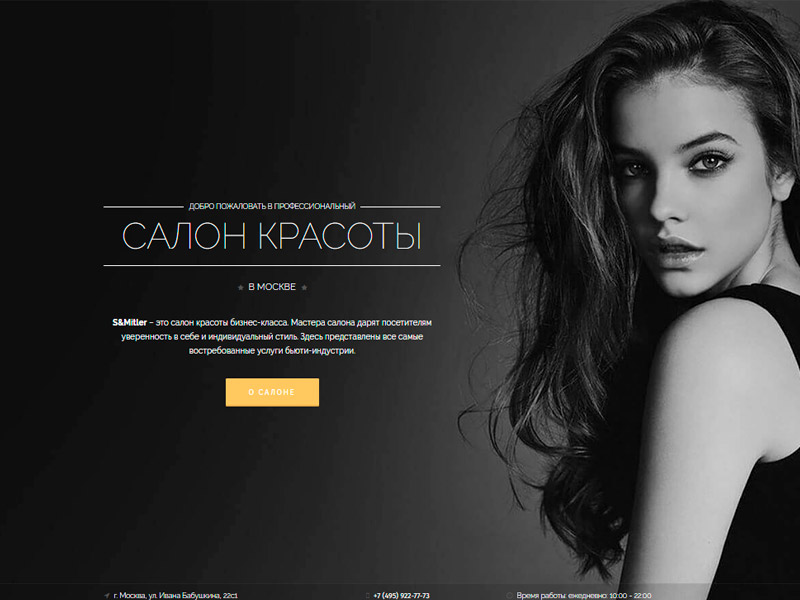 ДОБРО ПОЖАЛОВАТЬ В ПРОФЕССИОНАЛЬНЫЙ
САЛОН КРАСОТЫ
★ В МОСКВЕ ★
S&Mitler – это салон красоты бизнес-класса. Мастера салона дарят посетителям
уверенность в себе и индивидуальный стиль. Здесь представлены все самые
востребованные услуги бьюти-индустрии.
О САЛОНЕ
г. Москва, ул. Ивана Бабушкина, 22с1
+7 (495) 922-77-73
Время работы: ежедневно: 10:00 - 22:00